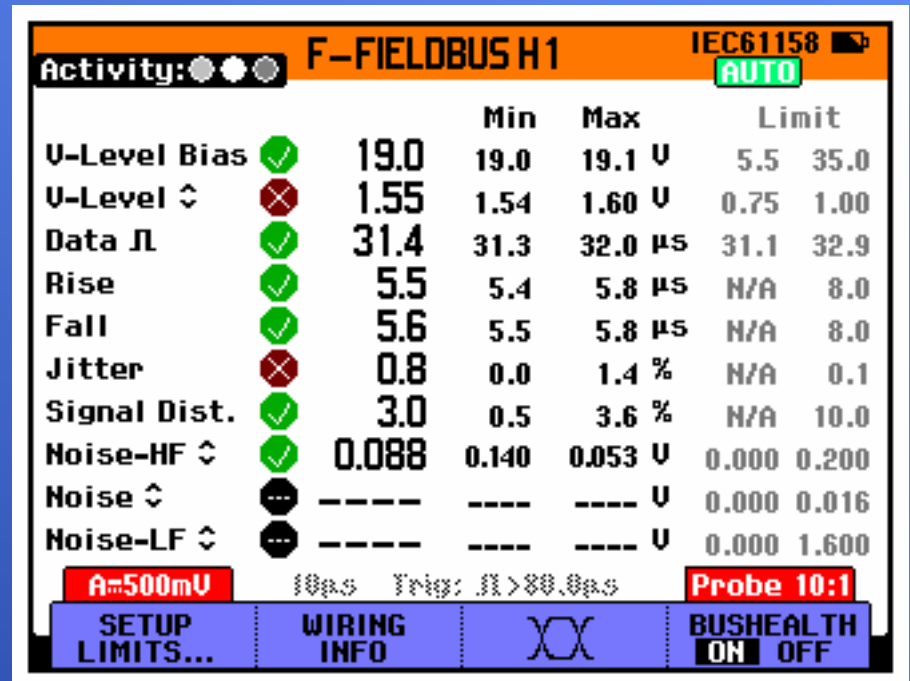 F-FIELDBUS H1
IEC61158
Activity:
AUTO
Min Max Limit
V-Level Bias 19.0 19.0 19.1 V 5.5 35.0
V-Level 1.55 1.54 1.60 V 0.75 1.00
Data 31.4 31.3 32.0 µs 31.1 32.9
Rise 5.5 5.4 5.8 µs N/A 8.0
Fall 5.6 5.5 5.8 µs N/A 8.0
Jitter 0.8 0.0 1.4 % N/A 0.1
Signal Dist. 3.0 0.5 3.6 % N/A 10.0
Noise-HF 0.088 0.140 0.053 V 0.000 0.200
Noise ---- ---- ---- V 0.000 0.016
Noise-LF ---- ---- ---- V 0.000 1.600
A=500mV 10µs Trig: >80.0µs Probe 10:1
SETUP LIMITS...
WIRING INFO
BUSHEALTH
ON OFF